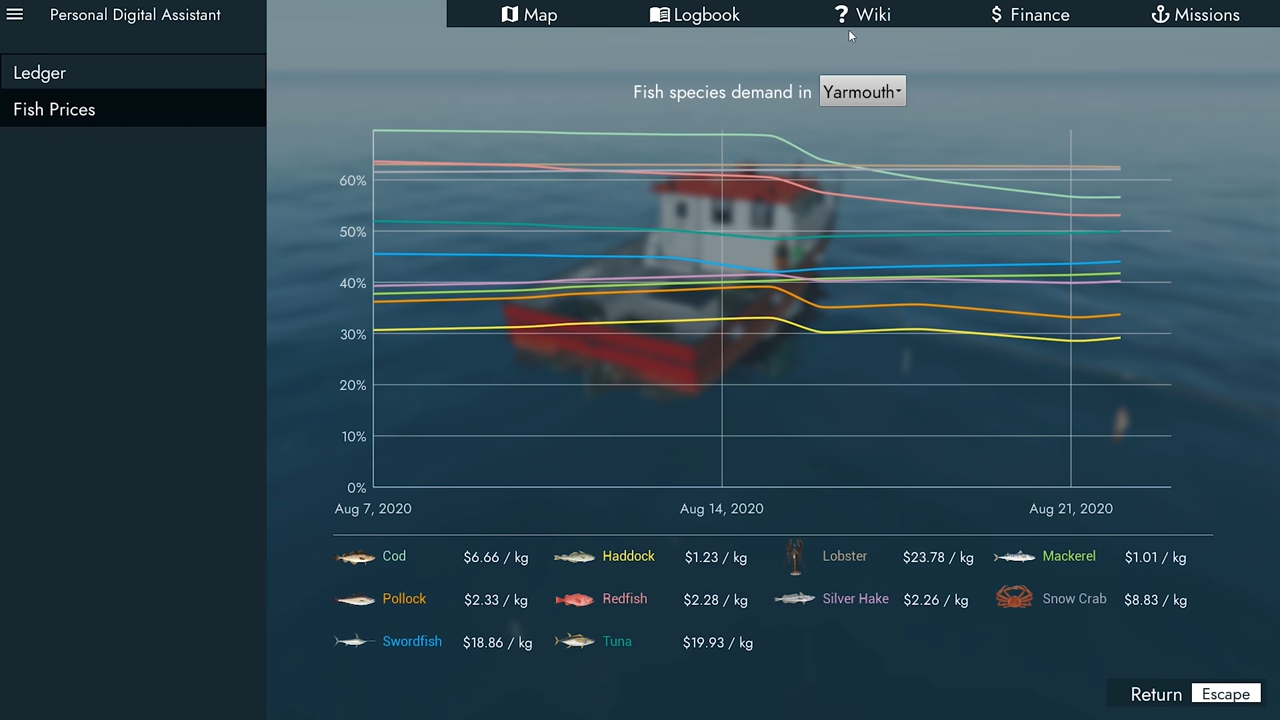 Personal Digital Assistant
Map
Logbook
? Wiki
$ Finance
Missions
Ledger
Fish Prices
Fish species demand in Yarmouth
60%
50%
40%
30%
20%
10%
0%
Aug 7, 2020 Aug 14, 2020 Aug 21, 2020
Cod $6.66 / kg Haddock $1.23 / kg Lobster $23.78 / kg Mackerel $1.01 / kg
Pollock $2.33 / kg Redfish $2.28 / kg Silver Hake $2.26 / kg Snow Crab $8.83 / kg
Swordfish $18.86 / kg Tuna $19.93 / kg
Return Escape